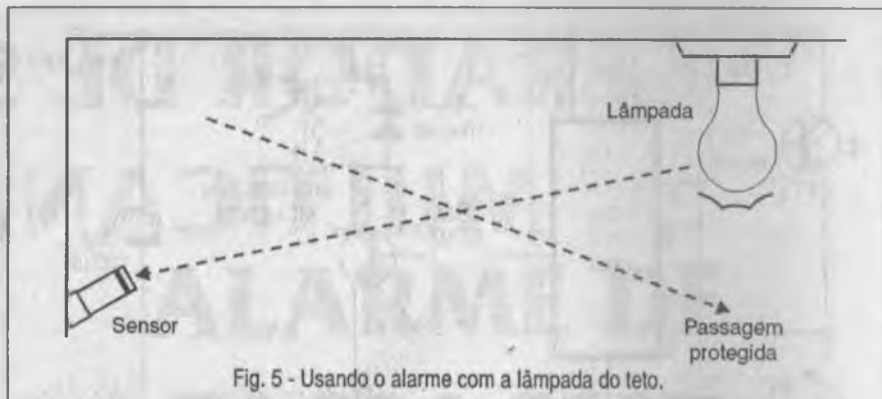 Lâmpada
Sensor
Passagem
protegida
Fig. 5 - Usando o alarme com a lâmpada do teto.